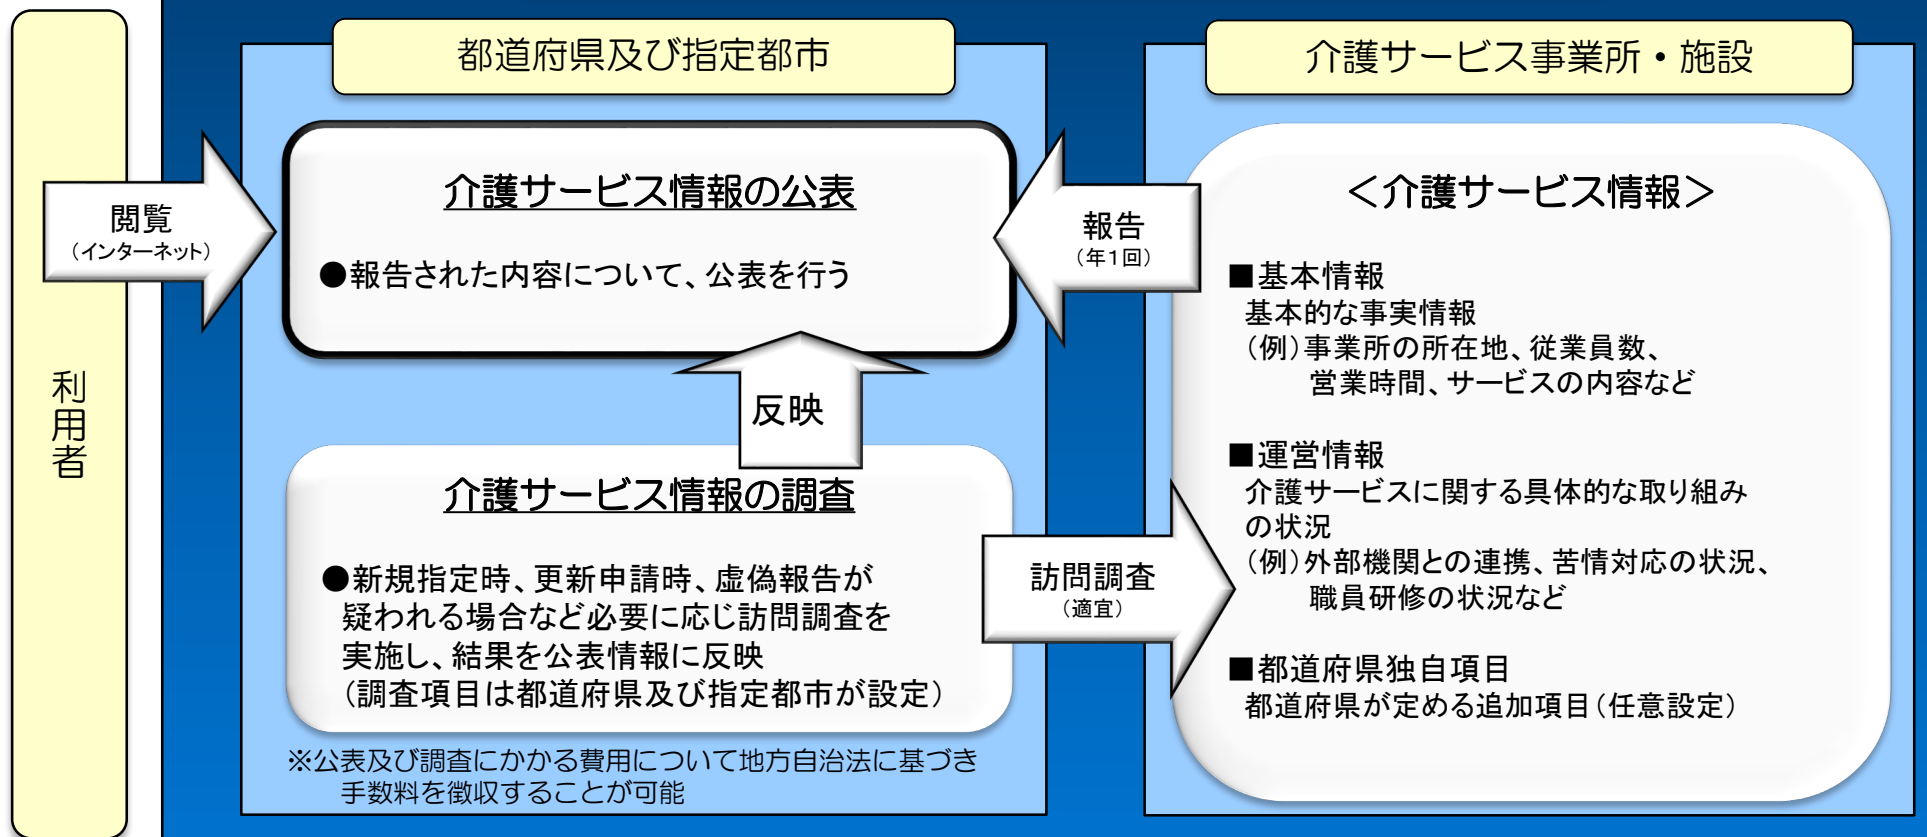 利用者
閲覧
（インターネット）
都道府県及び指定都市
介護サービス情報の公表
●報告された内容について、公表を行う
反映
介護サービス情報の調査
●新規指定時、更新申請時、虚偽報告が
疑われる場合など必要に応じ訪問調査を
実施し、結果を公表情報に反映
（調査項目は都道府県及び指定都市が設定）
※公表及び調査にかかる費用について地方自治法に基づき
手数料を徴収することが可能
報告
（年１回）
訪問調査
（適宜）
介護サービス事業所・施設
＜介護サービス情報＞
■基本情報
基本的な事実情報
（例）事業所の所在地、従業員数、
営業時間、サービスの内容など
■運営情報
介護サービスに関する具体的な取り組み
の状況
（例）外部機関との連携、苦情対応の状況、
職員研修の状況など
■都道府県独自項目
都道府県が定める追加項目（任意設定）